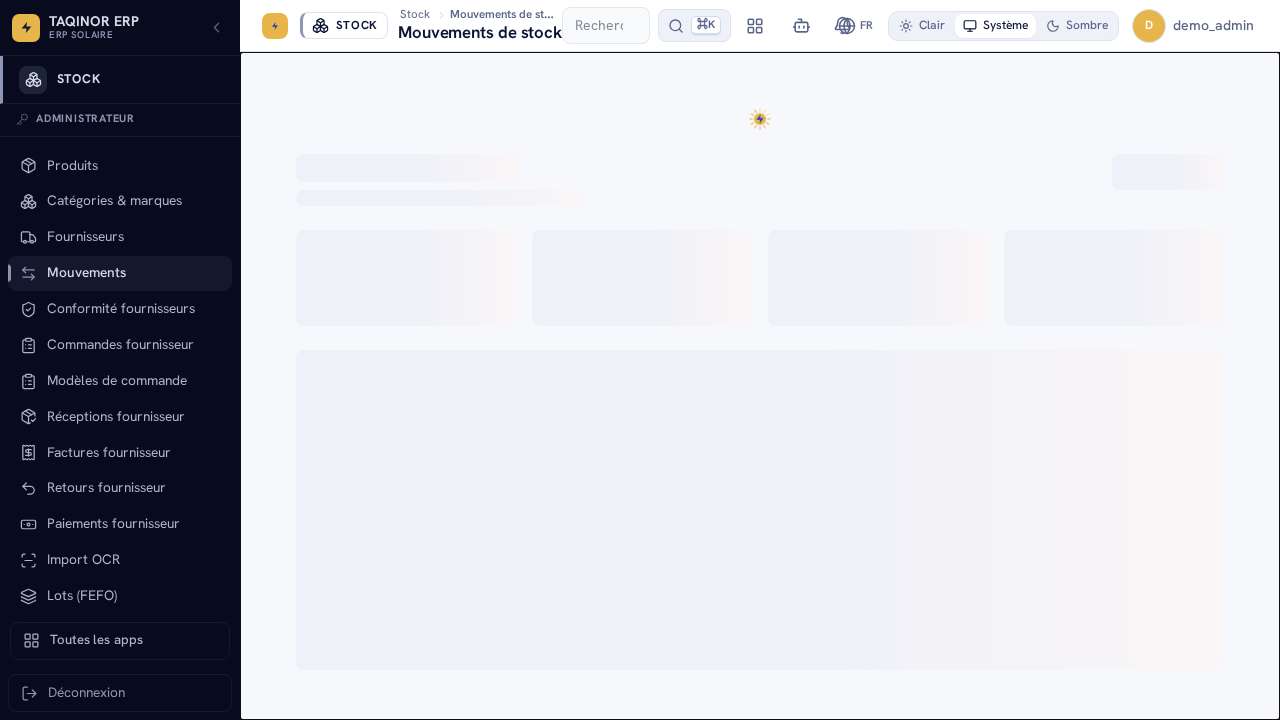 TAQINOR ERP
ERP SOLAIRE
STOCK
ADMINISTRATEUR
Produits
Catégories & marques
Fournisseurs
Mouvements
Conformité fournisseurs
Commandes fournisseur
Modèles de commande
Réceptions fournisseur
Factures fournisseur
Retours fournisseur
Paiements fournisseur
Import OCR
Lots (FEFO)
Toutes les apps
Déconnexion
STOCK
Stock
Mouvements de st...
Mouvements de stock
Recherc
⌘K
FR
Clair
Système
Sombre
D
demo_admin